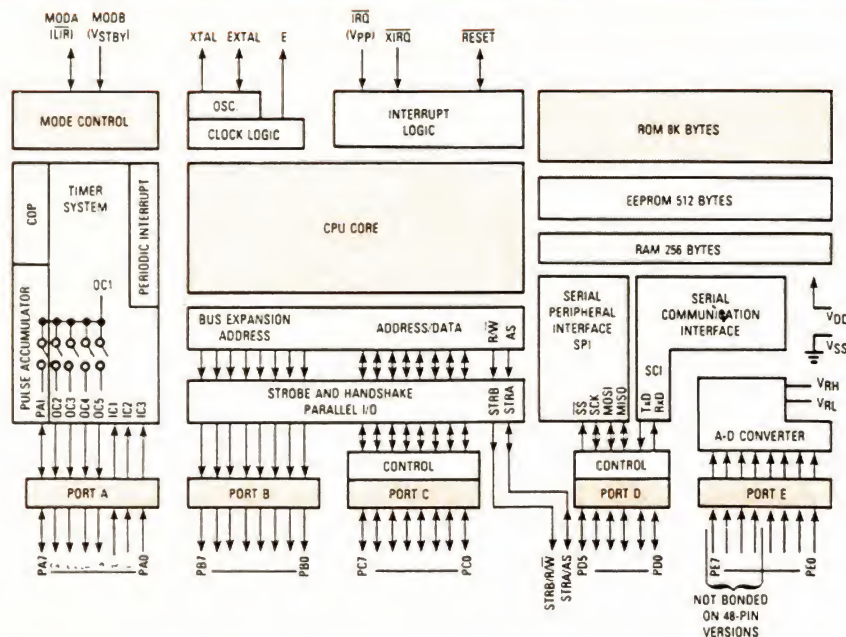 MODA
(L̅I̅R̅)
MODB
(VSTBY)
XTAL
EXTAL
E
I̅R̅Q̅
(VPP)
X̅I̅R̅Q̅
R̅E̅S̅E̅T̅
MODE CONTROL
OSC.
CLOCK LOGIC
INTERRUPT
LOGIC
ROM 8K BYTES
COP
TIMER
SYSTEM
PERIODIC INTERRUPT
CPU CORE
EEPROM 512 BYTES
RAM 256 BYTES
OC1
PULSE ACCUMULATOR
PAI
OC2
OC3
OC4
OC5
IC1
IC2
IC3
BUS EXPANSION
ADDRESS
ADDRESS/DATA
R/W̅
AS
STROBE AND HANDSHAKE
PARALLEL I/O
STRB
STRA
SERIAL
PERIPHERAL
INTERFACE
SPI
S̅S̅
SCK
MOSI
MISO
SERIAL
COMMUNICATION
INTERFACE
SCI
TxD
RxD
VDD
VSS
VRH
VRL
A-D CONVERTER
CONTROL
CONTROL
PORT A
PORT B
PORT C
PORT D
PORT E
PA7
PA0
PB7
PB0
PC7
PC0
STRB/R/W̅
STRA/AS
PD5
PD0
PE7
PE0
NOT BONDED
ON 48-PIN
VERSIONS